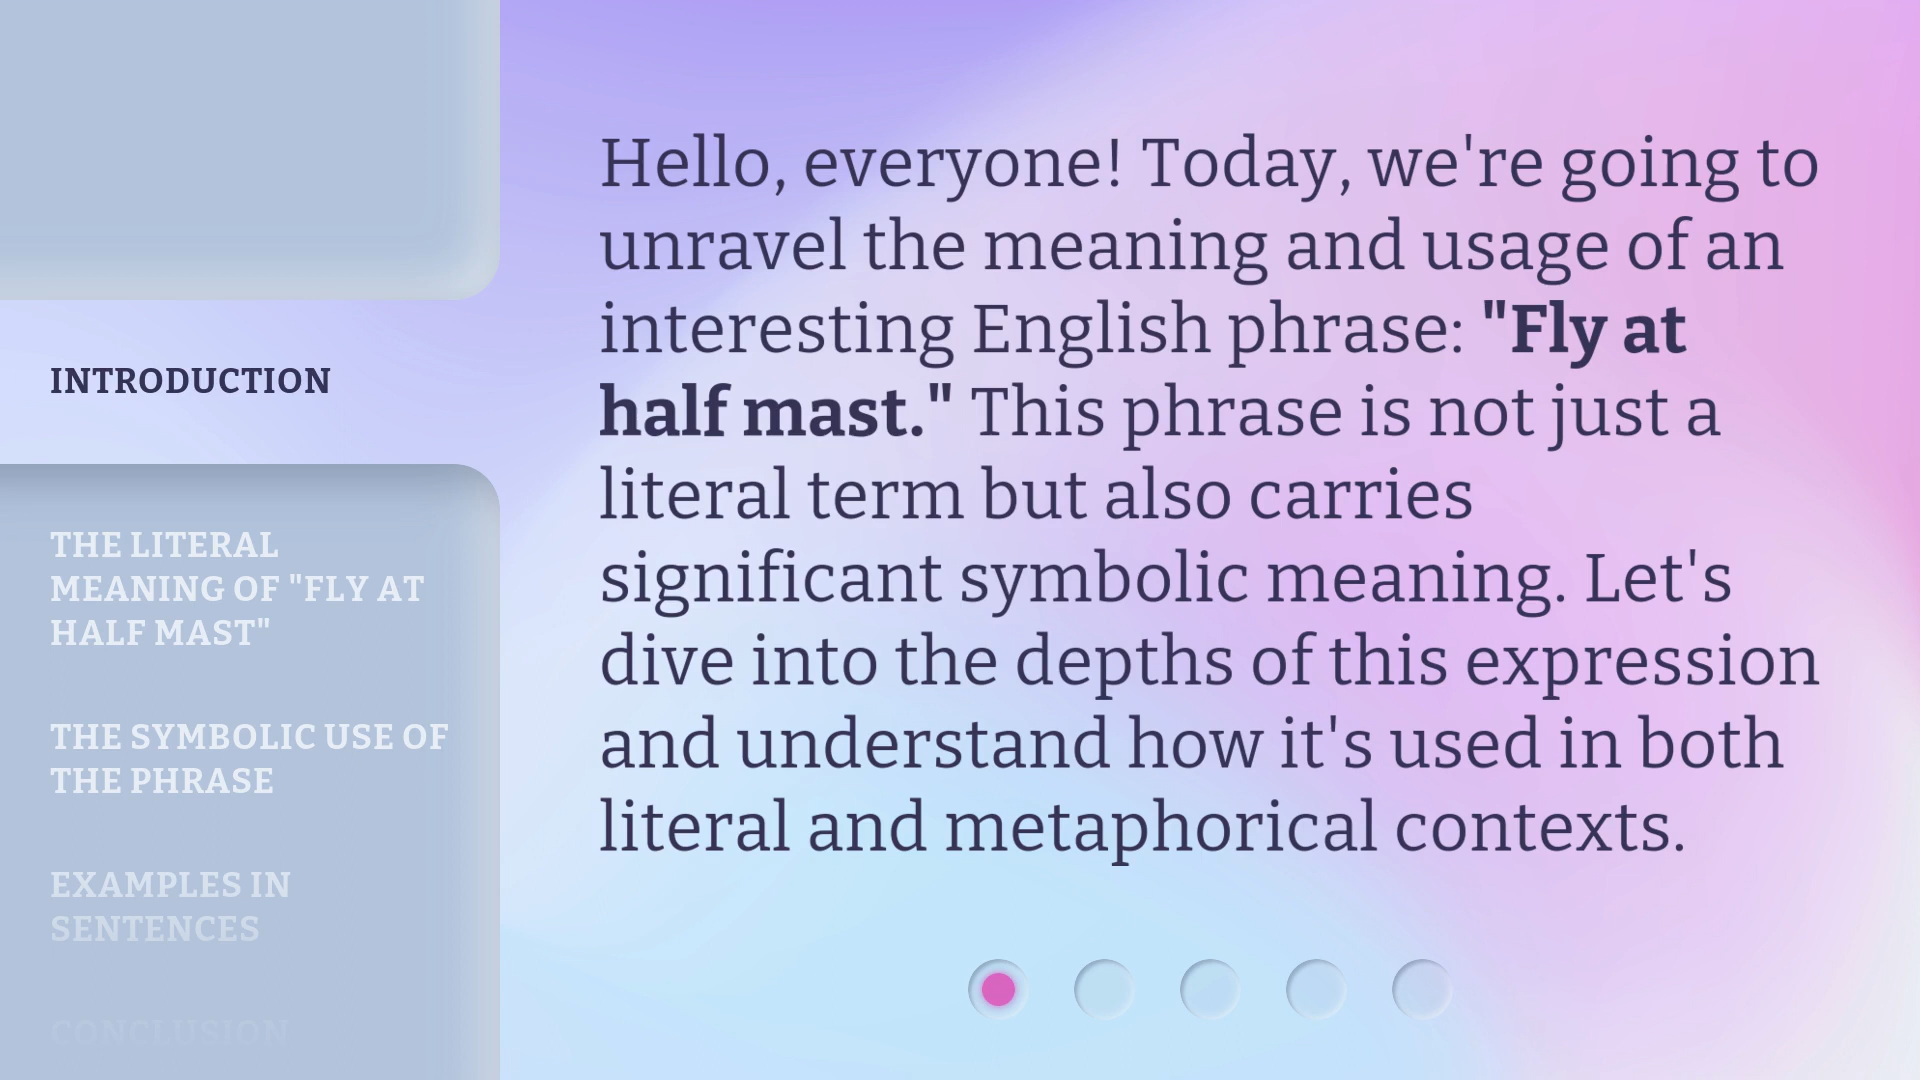 INTRODUCTION
THE LITERAL
MEANING OF "FLY AT
HALF MAST"
THE SYMBOLIC USE OF
THE PHRASE
EXAMPLES IN
SENTENCES
CONCLUSION
Hello, everyone! Today, we're going to
unravel the meaning and usage of an
interesting English phrase: "Fly at
half mast." This phrase is not just a
literal term but also carries
significant symbolic meaning. Let's
dive into the depths of this expression
and understand how it's used in both
literal and metaphorical contexts.